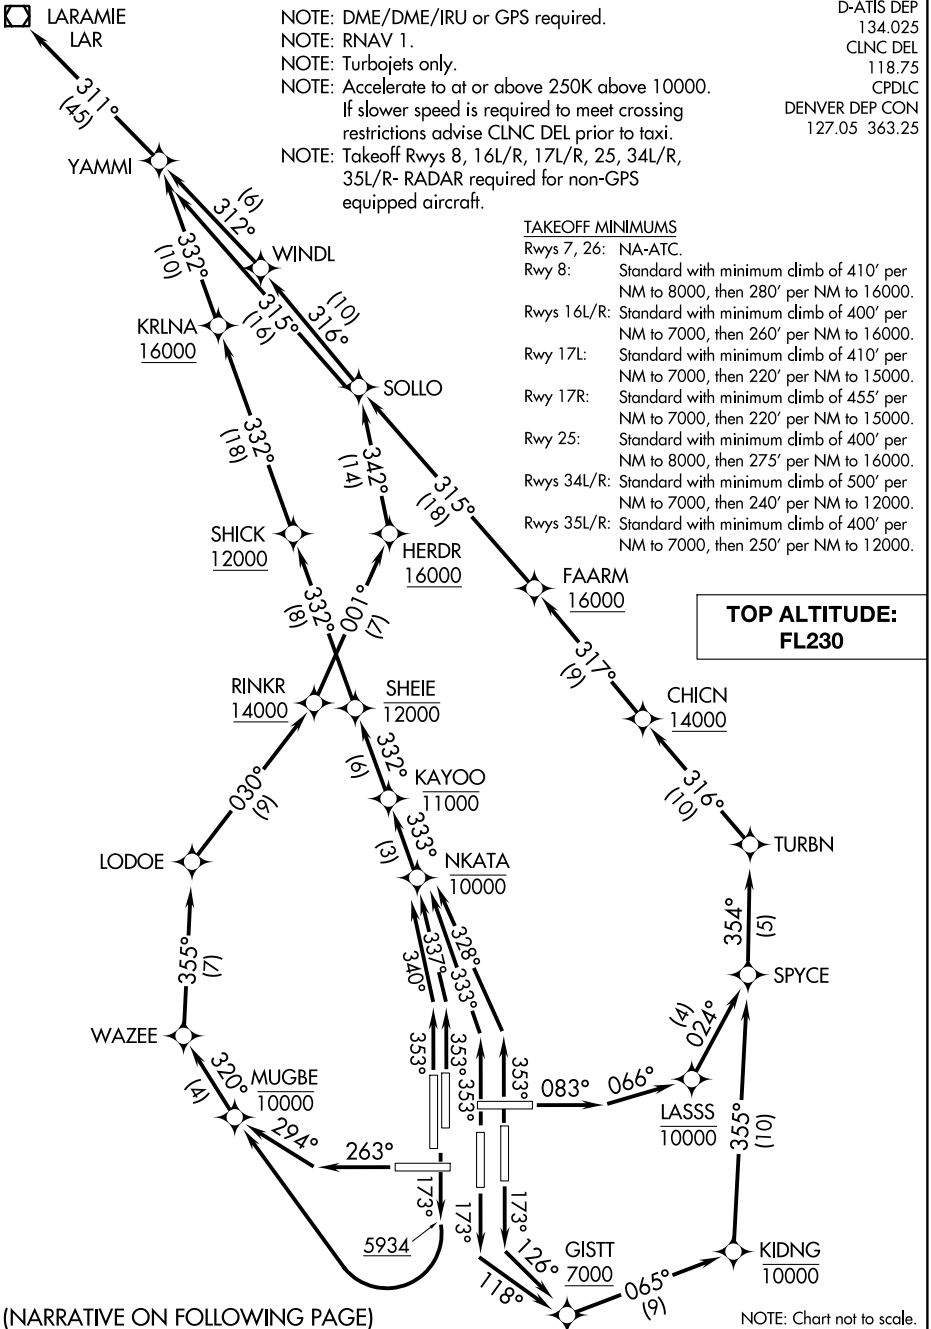 LARAMIE
LAR
NOTE: DME/DME/IRU or GPS required.
NOTE: RNAV 1.
NOTE: Turbojets only.
NOTE: Accelerate to at or above 250K above 10000.
If slower speed is required to meet crossing
restrictions advise CLNC DEL prior to taxi.
NOTE: Takeoff Rwys 8, 16L/R, 17L/R, 25, 34L/R,
35L/R- RADAR required for non-GPS
equipped aircraft.
D-ATIS DEP
134.025
CLNC DEL
118.75
CPDLC
DENVER DEP CON
127.05 363.25
TAKEOFF MINIMUMS
Rwys 7, 26: NA-ATC.
Rwy 8: Standard with minimum climb of 410' per
NM to 8000, then 280' per NM to 16000.
Rwys 16L/R: Standard with minimum climb of 400' per
NM to 7000, then 260' per NM to 16000.
Rwy 17L: Standard with minimum climb of 410' per
NM to 7000, then 220' per NM to 15000.
Rwy 17R: Standard with minimum climb of 455' per
NM to 7000, then 220' per NM to 15000.
Rwy 25: Standard with minimum climb of 400' per
NM to 8000, then 275' per NM to 16000.
Rwys 34L/R: Standard with minimum climb of 500' per
NM to 7000, then 240' per NM to 12000.
Rwys 35L/R: Standard with minimum climb of 400' per
NM to 7000, then 250' per NM to 12000.
TOP ALTITUDE:
FL230
311°
(45)
YAMMI
(6)
312°
WINDL
332°
(10)
315°
(16)
(10)
316°
KRLNA
16000
SOLLO
332°
(18)
342°
(14)
315°
(18)
SHICK
12000
HERDR
16000
FAARM
16000
332°
(8)
001°
(7)
317°
(9)
RINKR
14000
SHEIE
12000
CHICN
14000
332°
(6)
KAYOO
11000
316°
(10)
030°
(9)
333°
(3)
LODOE
NKATA
10000
TURBN
355°
(7)
340°
337°
333°
328°
354°
(5)
SPYCE
WAZEE
353°
353°
353°
353°
(4)
024°
320°
(4)
MUGBE
10000
083°
066°
LASSS
10000
355°
(10)
294°
263°
173°
173°
173°
5934
118°
126°
GISTT
7000
065°
(9)
KIDNG
10000
(NARRATIVE ON FOLLOWING PAGE)
NOTE: Chart not to scale.